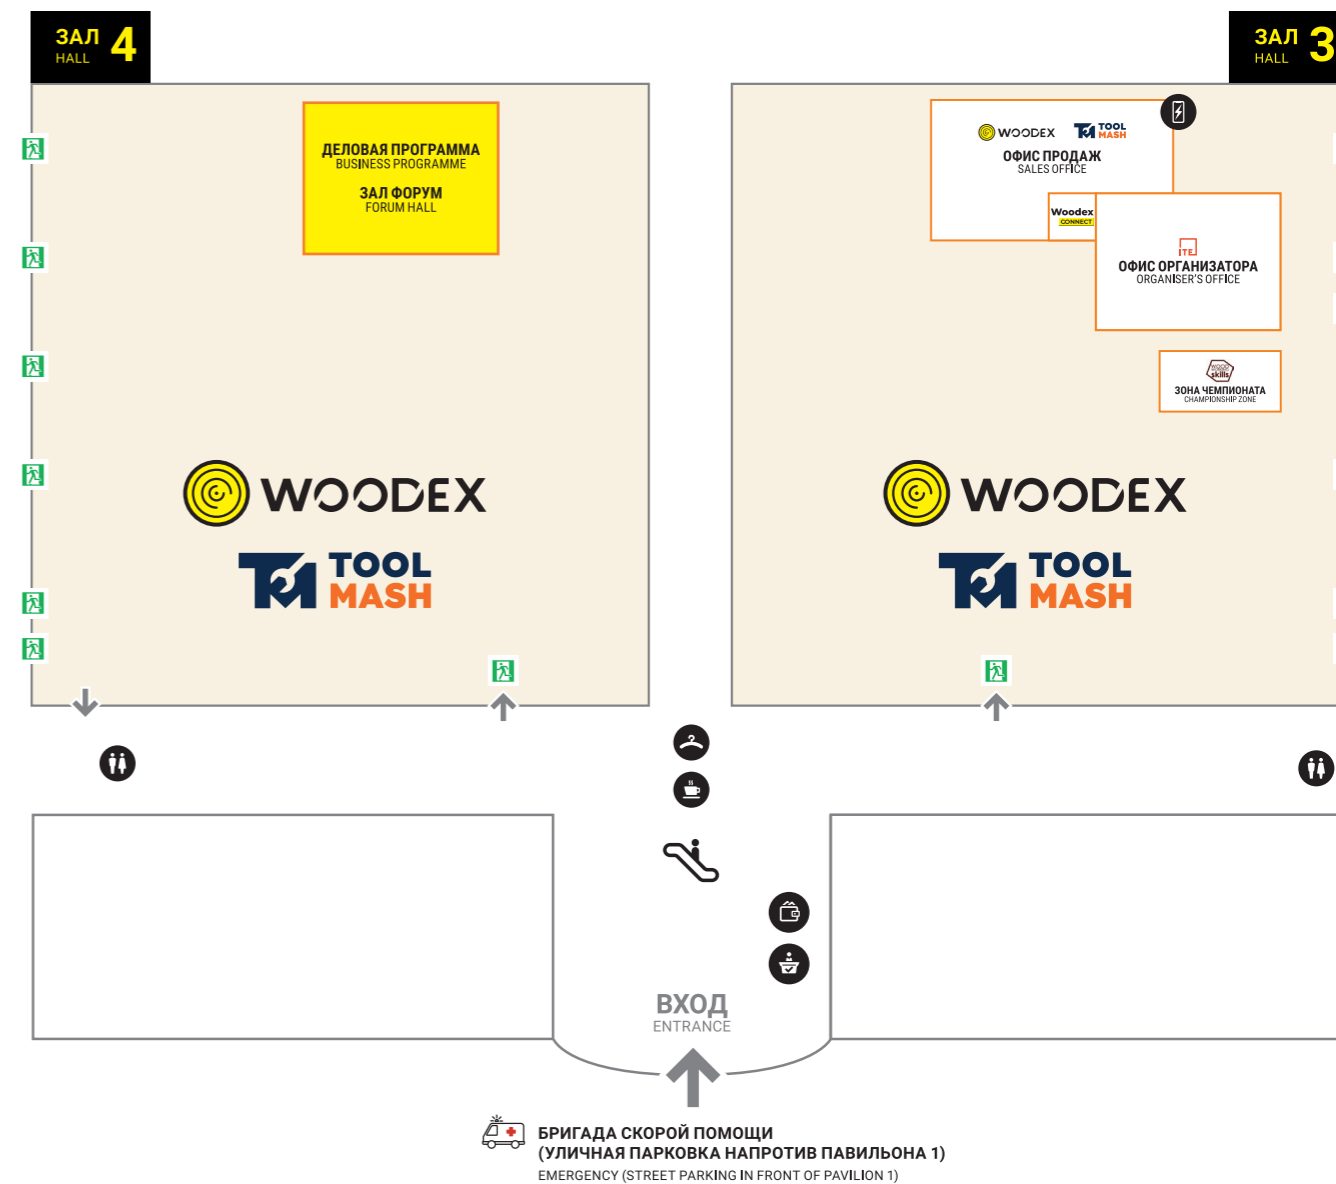 ЗАЛ 4
HALL
ЗАЛ 3
HALL
ДЕЛОВАЯ ПРОГРАММА
BUSINESS PROGRAMME
ЗАЛ ФОРУМ
FORUM HALL
WOODEX TOOL MASH
ОФИС ПРОДАЖ
SALES OFFICE
Woodex
CONNECT
ITE
ОФИС ОРГАНИЗАТОРА
ORGANISER'S OFFICE
skills
ЗОНА ЧЕМПИОНАТА
CHAMPIONSHIP ZONE
WOODEX
TOOL
MASH
WOODEX
TOOL
MASH
ВХОД
ENTRANCE
БРИГАДА СКОРОЙ ПОМОЩИ
(УЛИЧНАЯ ПАРКОВКА НАПРОТИВ ПАВИЛЬОНА 1)
EMERGENCY (STREET PARKING IN FRONT OF PAVILION 1)